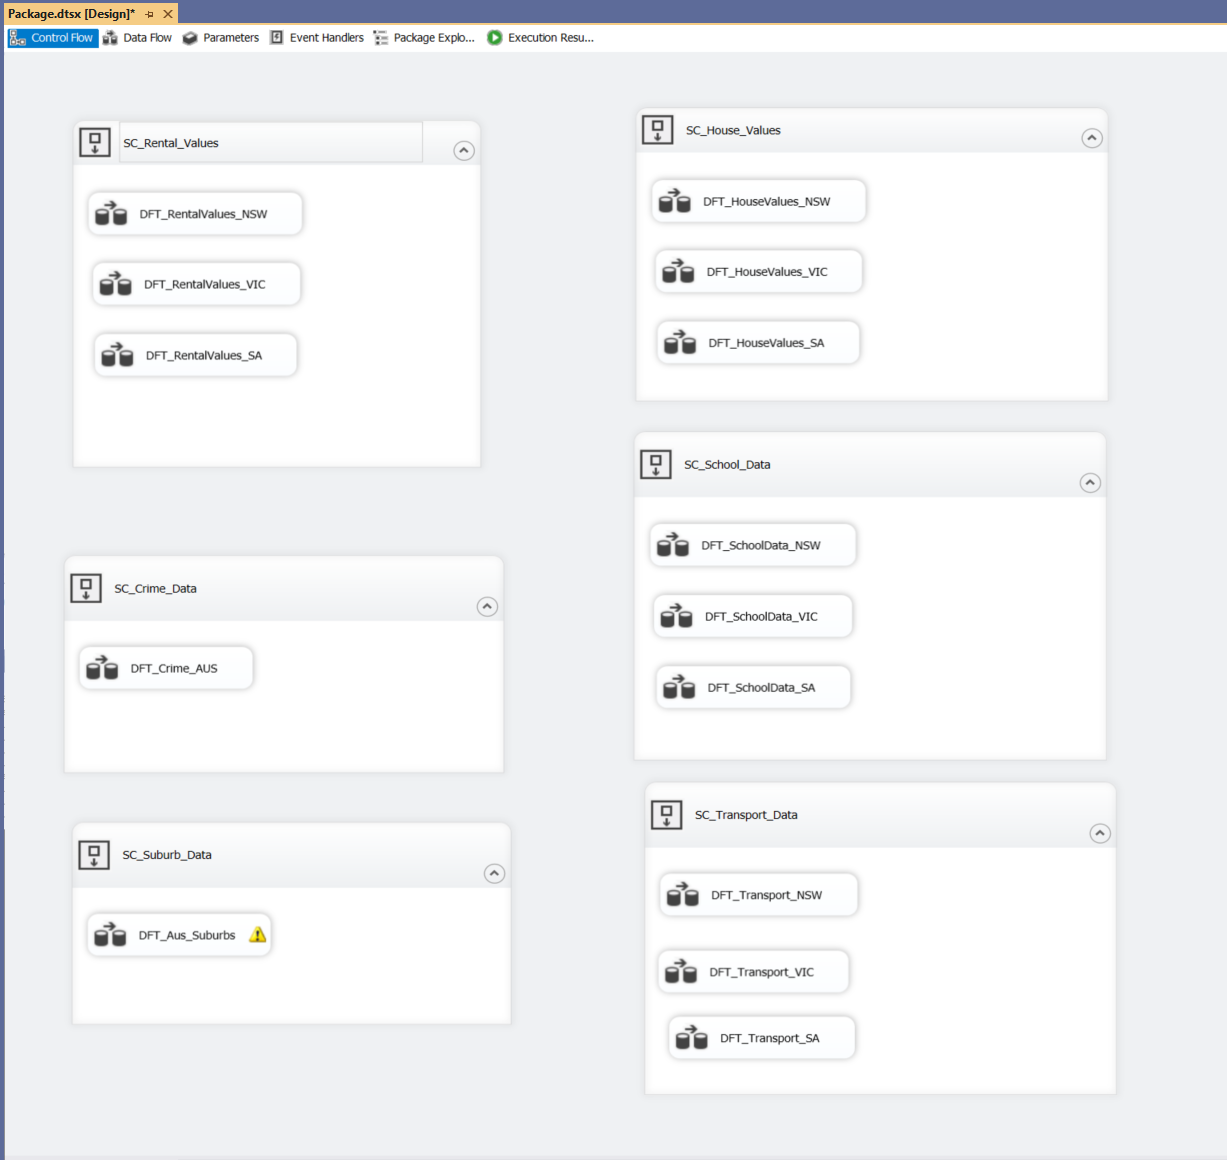 Package.dtsx [Design]*
Control Flow Data Flow Parameters Event Handlers Package Explo... Execution Resu...
SC_Rental_Values
DFT_RentalValues_NSW
DFT_RentalValues_VIC
DFT_RentalValues_SA
SC_House_Values
DFT_HouseValues_NSW
DFT_HouseValues_VIC
DFT_HouseValues_SA
SC_School_Data
DFT_SchoolData_NSW
DFT_SchoolData_VIC
DFT_SchoolData_SA
SC_Crime_Data
DFT_Crime_AUS
SC_Suburb_Data
DFT_Aus_Suburbs
SC_Transport_Data
DFT_Transport_NSW
DFT_Transport_VIC
DFT_Transport_SA